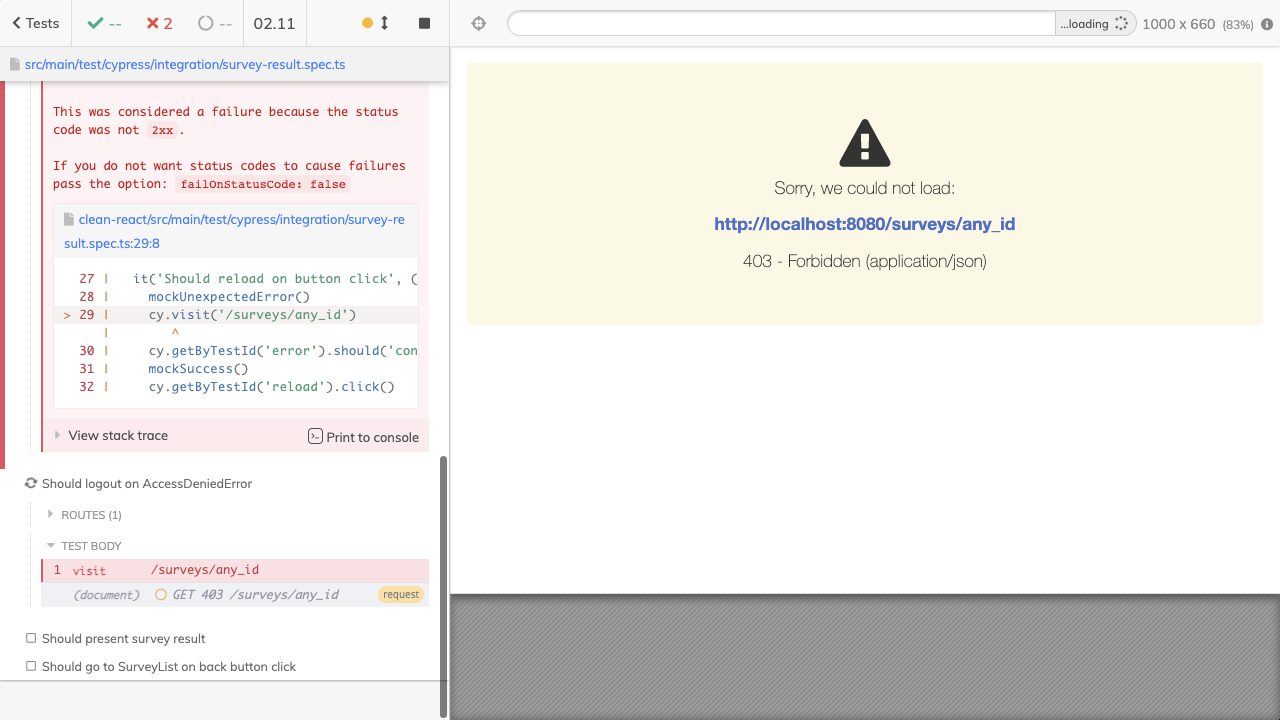 Tests
--
2
--
02.11
...loading
1000 x 660 (83%)
src/main/test/cypress/integration/survey-result.spec.ts
This was considered a failure because the status
code was not 2xx.
If you do not want status codes to cause failures
pass the option: failOnStatusCode: false
clean-react/src/main/test/cypress/integration/survey-re
sult.spec.ts:29:8
27 | it('Should reload on button click', (
28 | mockUnexpectedError()
> 29 | cy.visit('/surveys/any_id')
| ^
30 | cy.getByTestId('error').should('con
31 | mockSuccess()
32 | cy.getByTestId('reload').click()
View stack trace
Print to console
Should logout on AccessDeniedError
ROUTES (1)
TEST BODY
1 visit /surveys/any_id
(document) GET 403 /surveys/any_id request
Should present survey result
Should go to SurveyList on back button click
Sorry, we could not load:
http://localhost:8080/surveys/any_id
403 - Forbidden (application/json)